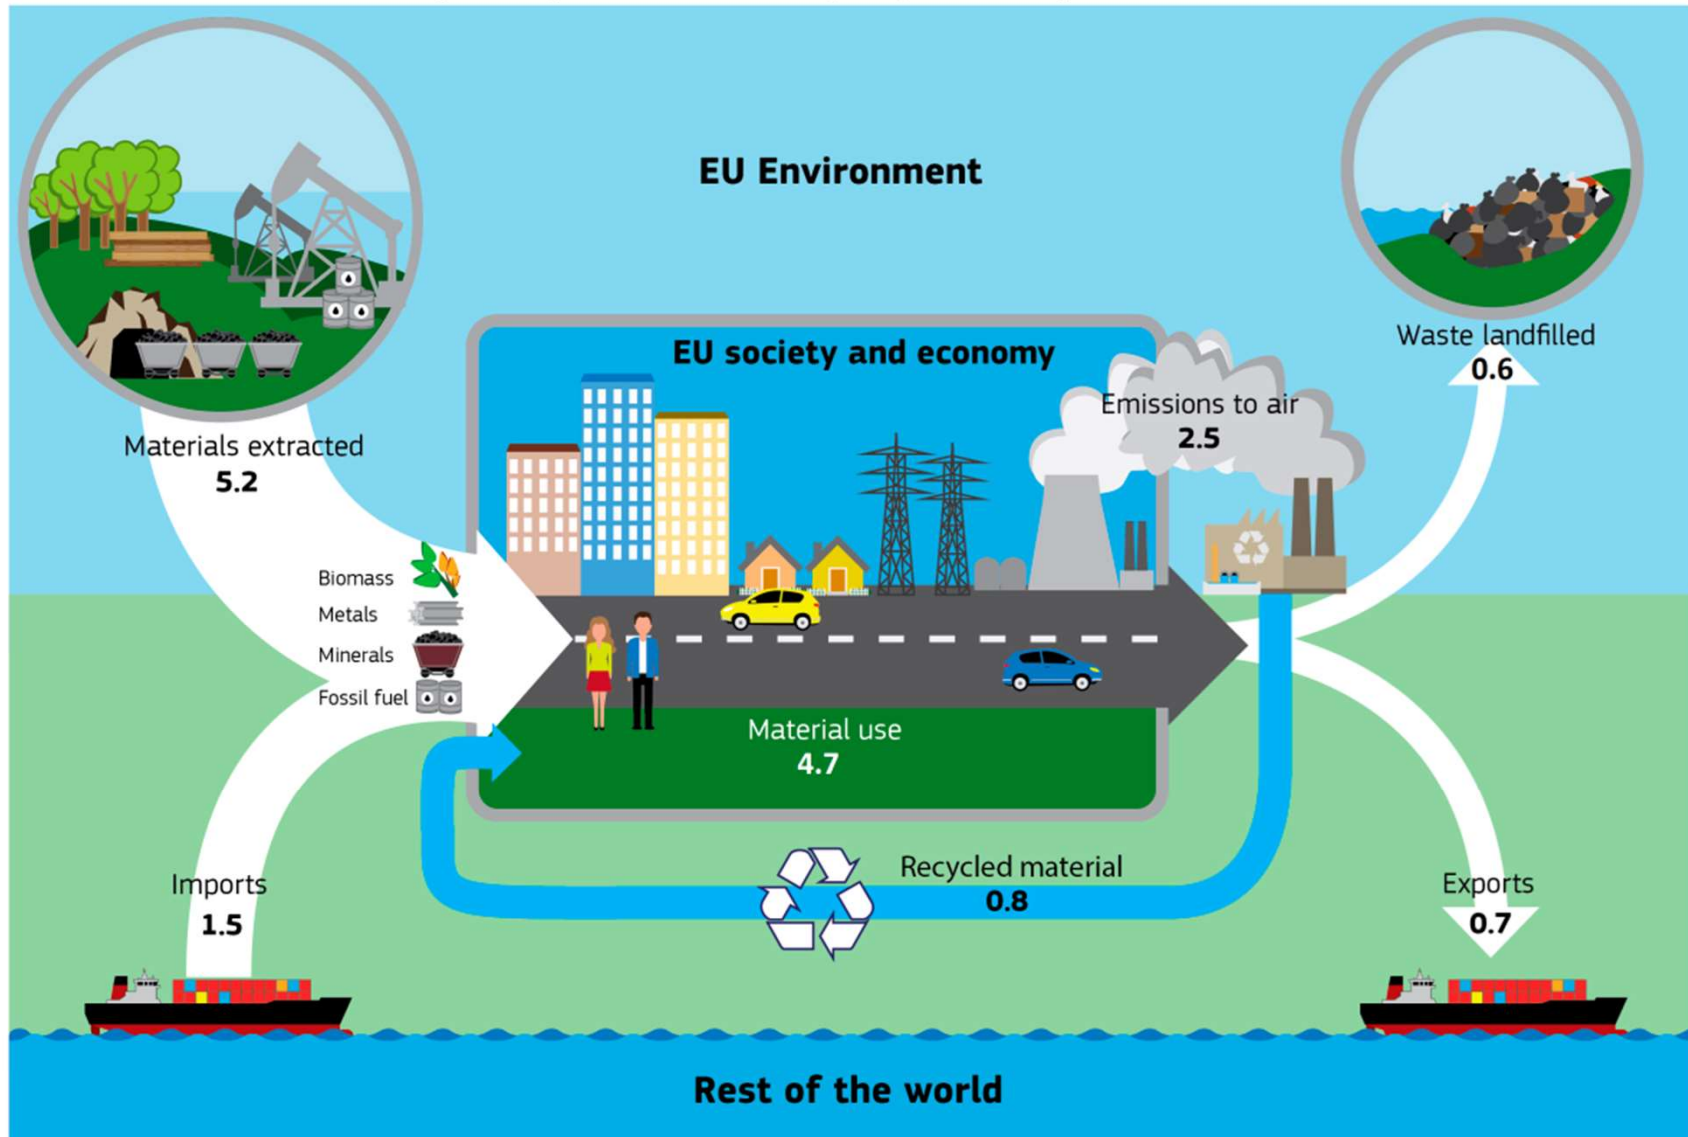 EU Environment
EU society and economy
Waste landfilled
0.6
Emissions to air
2.5
Materials extracted
5.2
Biomass
Metals
Minerals
Fossil fuel
Material use
4.7
Recycled material
0.8
Imports
1.5
Exports
0.7
Rest of the world